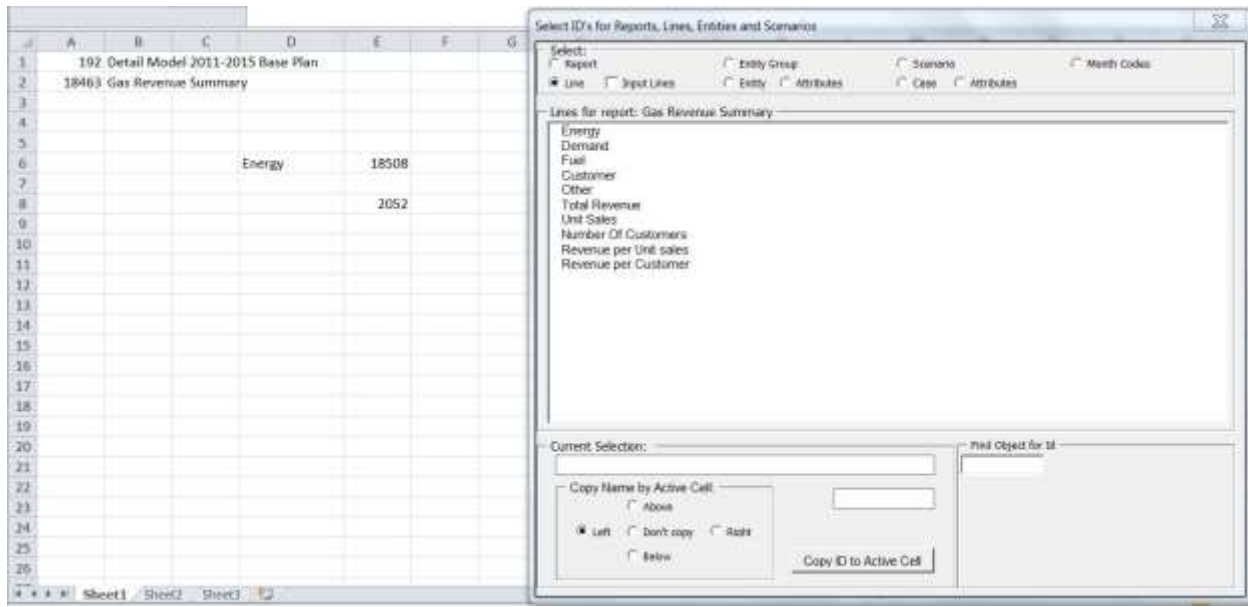 A B C D E F G
1 192 Detail Model 2011-2015 Base Plan
2 18463 Gas Revenue Summary
3
4
5
6 Energy 18508
7
8 2052
9
10
11
12
13
14
15
16
17
18
19
20
21
22
23
24
25
26
Sheet1 Sheet2 Sheet3
Select ID's for Reports, Lines, Entities and Scenarios
Select:
Report Entity Group Scenario Month Codes
Line Input Lines Entity Attributes Case Attributes
Lines for report: Gas Revenue Summary
Energy
Demand
Fuel
Customer
Other
Total Revenue
Unit Sales
Number Of Customers
Revenue per Unit sales
Revenue per Customer
Current Selection:
Find Object for Id
Copy Name by Active Cell:
Above
Left Don't copy Right
Below
Copy ID to Active Cell